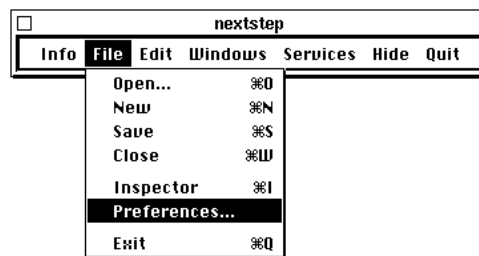 nextstep
Info File Edit Windows Services Hide Quit
Open... ⌘O
New ⌘N
Save ⌘S
Close ⌘W
Inspector ⌘I
Preferences...
Exit ⌘Q